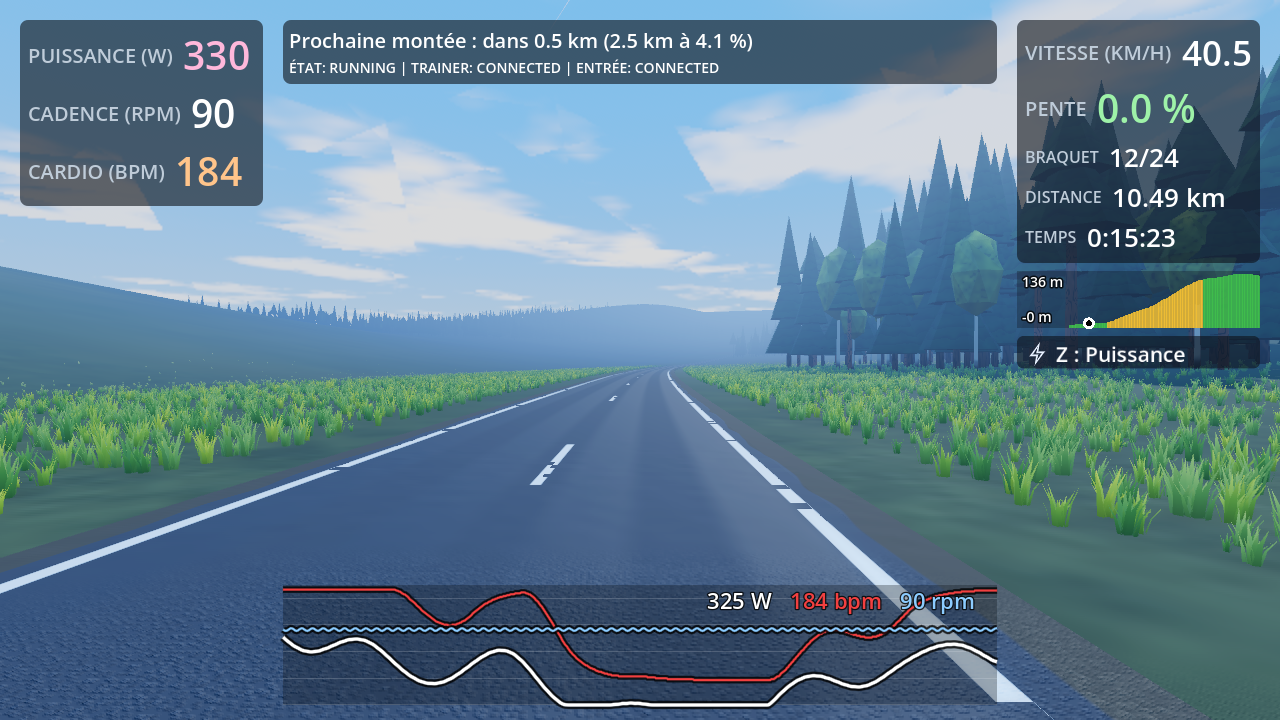 PUISSANCE (W) 330
CADENCE (RPM) 90
CARDIO (BPM) 184
Prochaine montée : dans 0.5 km (2.5 km à 4.1 %)
ÉTAT: RUNNING | TRAINER: CONNECTED | ENTRÉE: CONNECTED
VITESSE (KM/H) 40.5
PENTE 0.0 %
BRAQUET 12/24
DISTANCE 10.49 km
TEMPS 0:15:23
136 m
-0 m
Z : Puissance
325 W 184 bpm 90 rpm